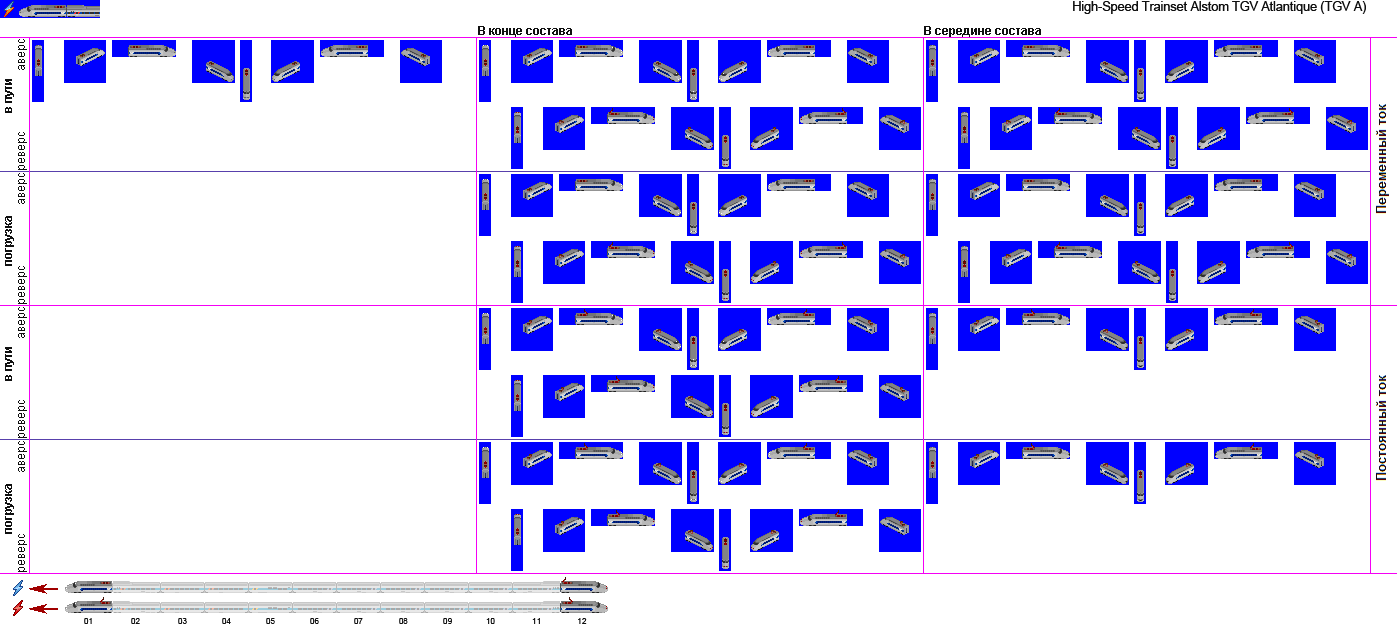 High-Speed Trainset Alstom TGV Atlantique (TGV A)
В конце состава
В середине состава
в пути
аверс
реверс
погрузка
аверс
реверс
Переменный ток
в пути
аверс
реверс
погрузка
аверс
реверс
Постоянный ток
01 02 03 04 05 06 07 08 09 10 11 12